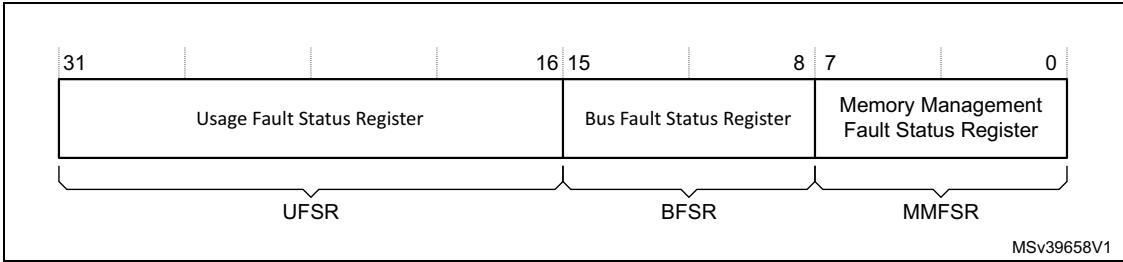 31 16 15 8 7 0
Usage Fault Status Register
Bus Fault Status Register
Memory Management
Fault Status Register
UFSR BFSR MMFSR
MSv39658V1